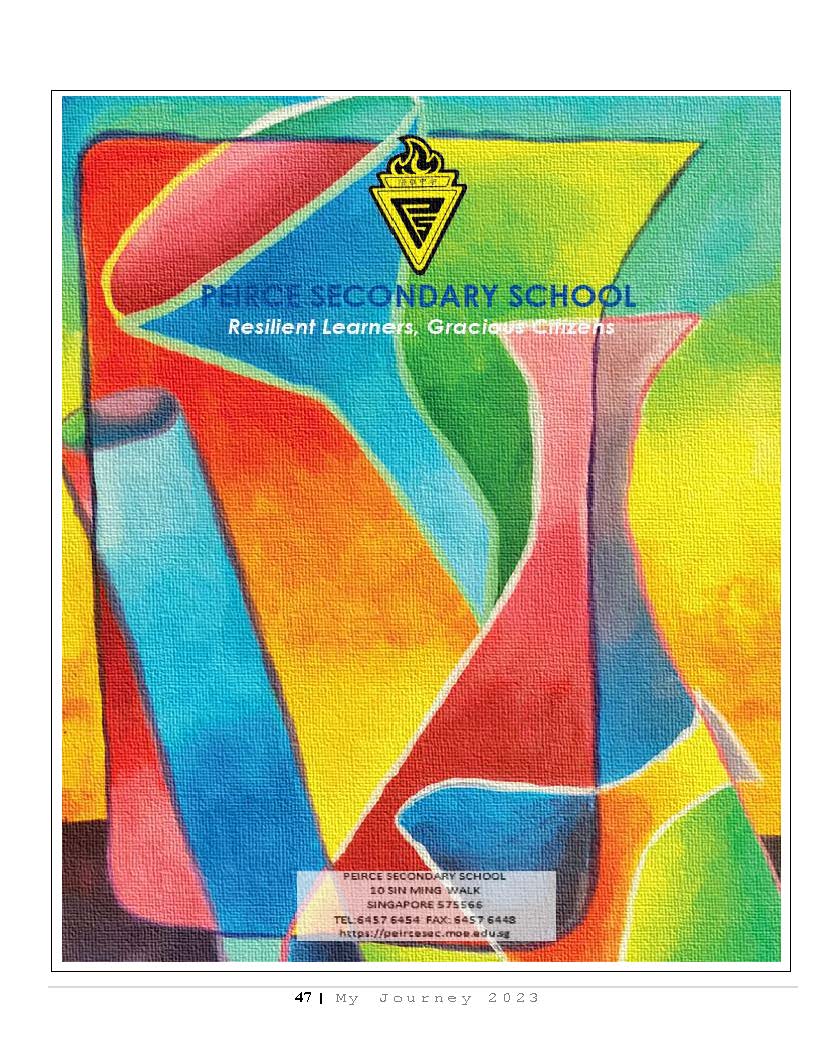 PEIRCE SECONDARY SCHOOL
Resilient Learners, Gracious Citizens
PEIRCE SECONDARY SCHOOL
10 SIN MING WALK
SINGAPORE 575566
TEL:6457 6454 FAX: 6457 6448
https://peircesec.moe.edu.sg
47 | My Journey 2023